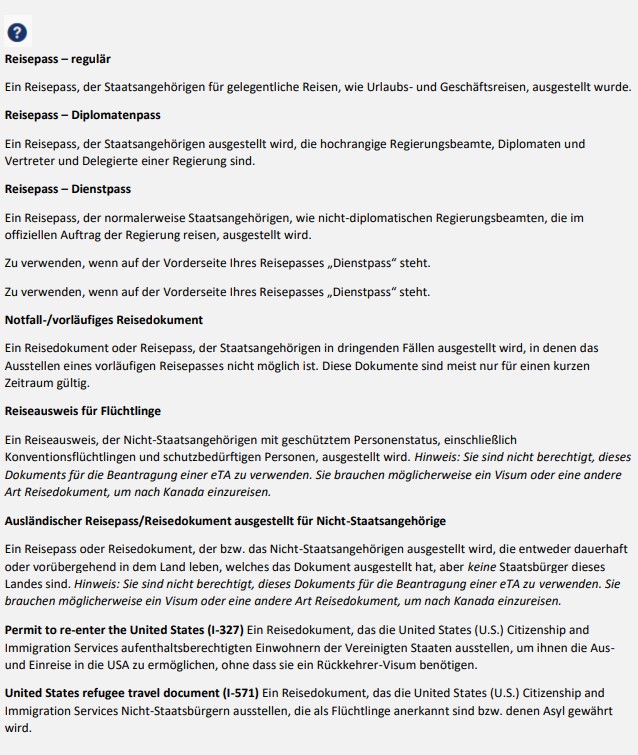 ?
Reisepass – regulär
Ein Reisepass, der Staatsangehörigen für gelegentliche Reisen, wie Urlaubs- und Geschäftsreisen, ausgestellt wurde.
Reisepass – Diplomatenpass
Ein Reisepass, der Staatsangehörigen ausgestellt wird, die hochrangige Regierungsbeamte, Diplomaten und
Vertreter und Delegierte einer Regierung sind.
Reisepass – Dienstpass
Ein Reisepass, der normalerweise Staatsangehörigen, wie nicht-diplomatischen Regierungsbeamten, die im
offiziellen Auftrag der Regierung reisen, ausgestellt wird.
Zu verwenden, wenn auf der Vorderseite Ihres Reisepasses „Dienstpass“ steht.
Zu verwenden, wenn auf der Vorderseite Ihres Reisepasses „Dienstpass“ steht.
Notfall-/vorläufiges Reisedokument
Ein Reisedokument oder Reisepass, der Staatsangehörigen in dringenden Fällen ausgestellt wird, in denen das
Ausstellen eines vorläufigen Reisepasses nicht möglich ist. Diese Dokumente sind meist nur für einen kurzen
Zeitraum gültig.
Reiseausweis für Flüchtlinge
Ein Reiseausweis, der Nicht-Staatsangehörigen mit geschütztem Personenstatus, einschließlich
Konventionsflüchtlingen und schutzbedürftigen Personen, ausgestellt wird. Hinweis: Sie sind nicht berechtigt, dieses
Dokuments für die Beantragung einer eTA zu verwenden. Sie brauchen möglicherweise ein Visum oder eine andere
Art Reisedokument, um nach Kanada einzureisen.
Ausländischer Reisepass/Reisedokument ausgestellt für Nicht-Staatsangehörige
Ein Reisepass oder Reisedokument, der bzw. das Nicht-Staatsangehörigen ausgestellt wird, die entweder dauerhaft
oder vorübergehend in dem Land leben, welches das Dokument ausgestellt hat, aber keine Staatsbürger dieses
Landes sind. Hinweis: Sie sind nicht berechtigt, dieses Dokuments für die Beantragung einer eTA zu verwenden. Sie
brauchen möglicherweise ein Visum oder eine andere Art Reisedokument, um nach Kanada einzureisen.
Permit to re-enter the United States (I-327) Ein Reisedokument, das die United States (U.S.) Citizenship and
Immigration Services aufenthaltsberechtigten Einwohnern der Vereinigten Staaten ausstellen, um ihnen die Aus-
und Einreise in die USA zu ermöglichen, ohne dass sie ein Rückkehrer-Visum benötigen.
United States refugee travel document (I-571) Ein Reisedokument, das die United States (U.S.) Citizenship and
Immigration Services Nicht-Staatsbürgern ausstellen, die als Flüchtlinge anerkannt sind bzw. denen Asyl gewährt
wird.